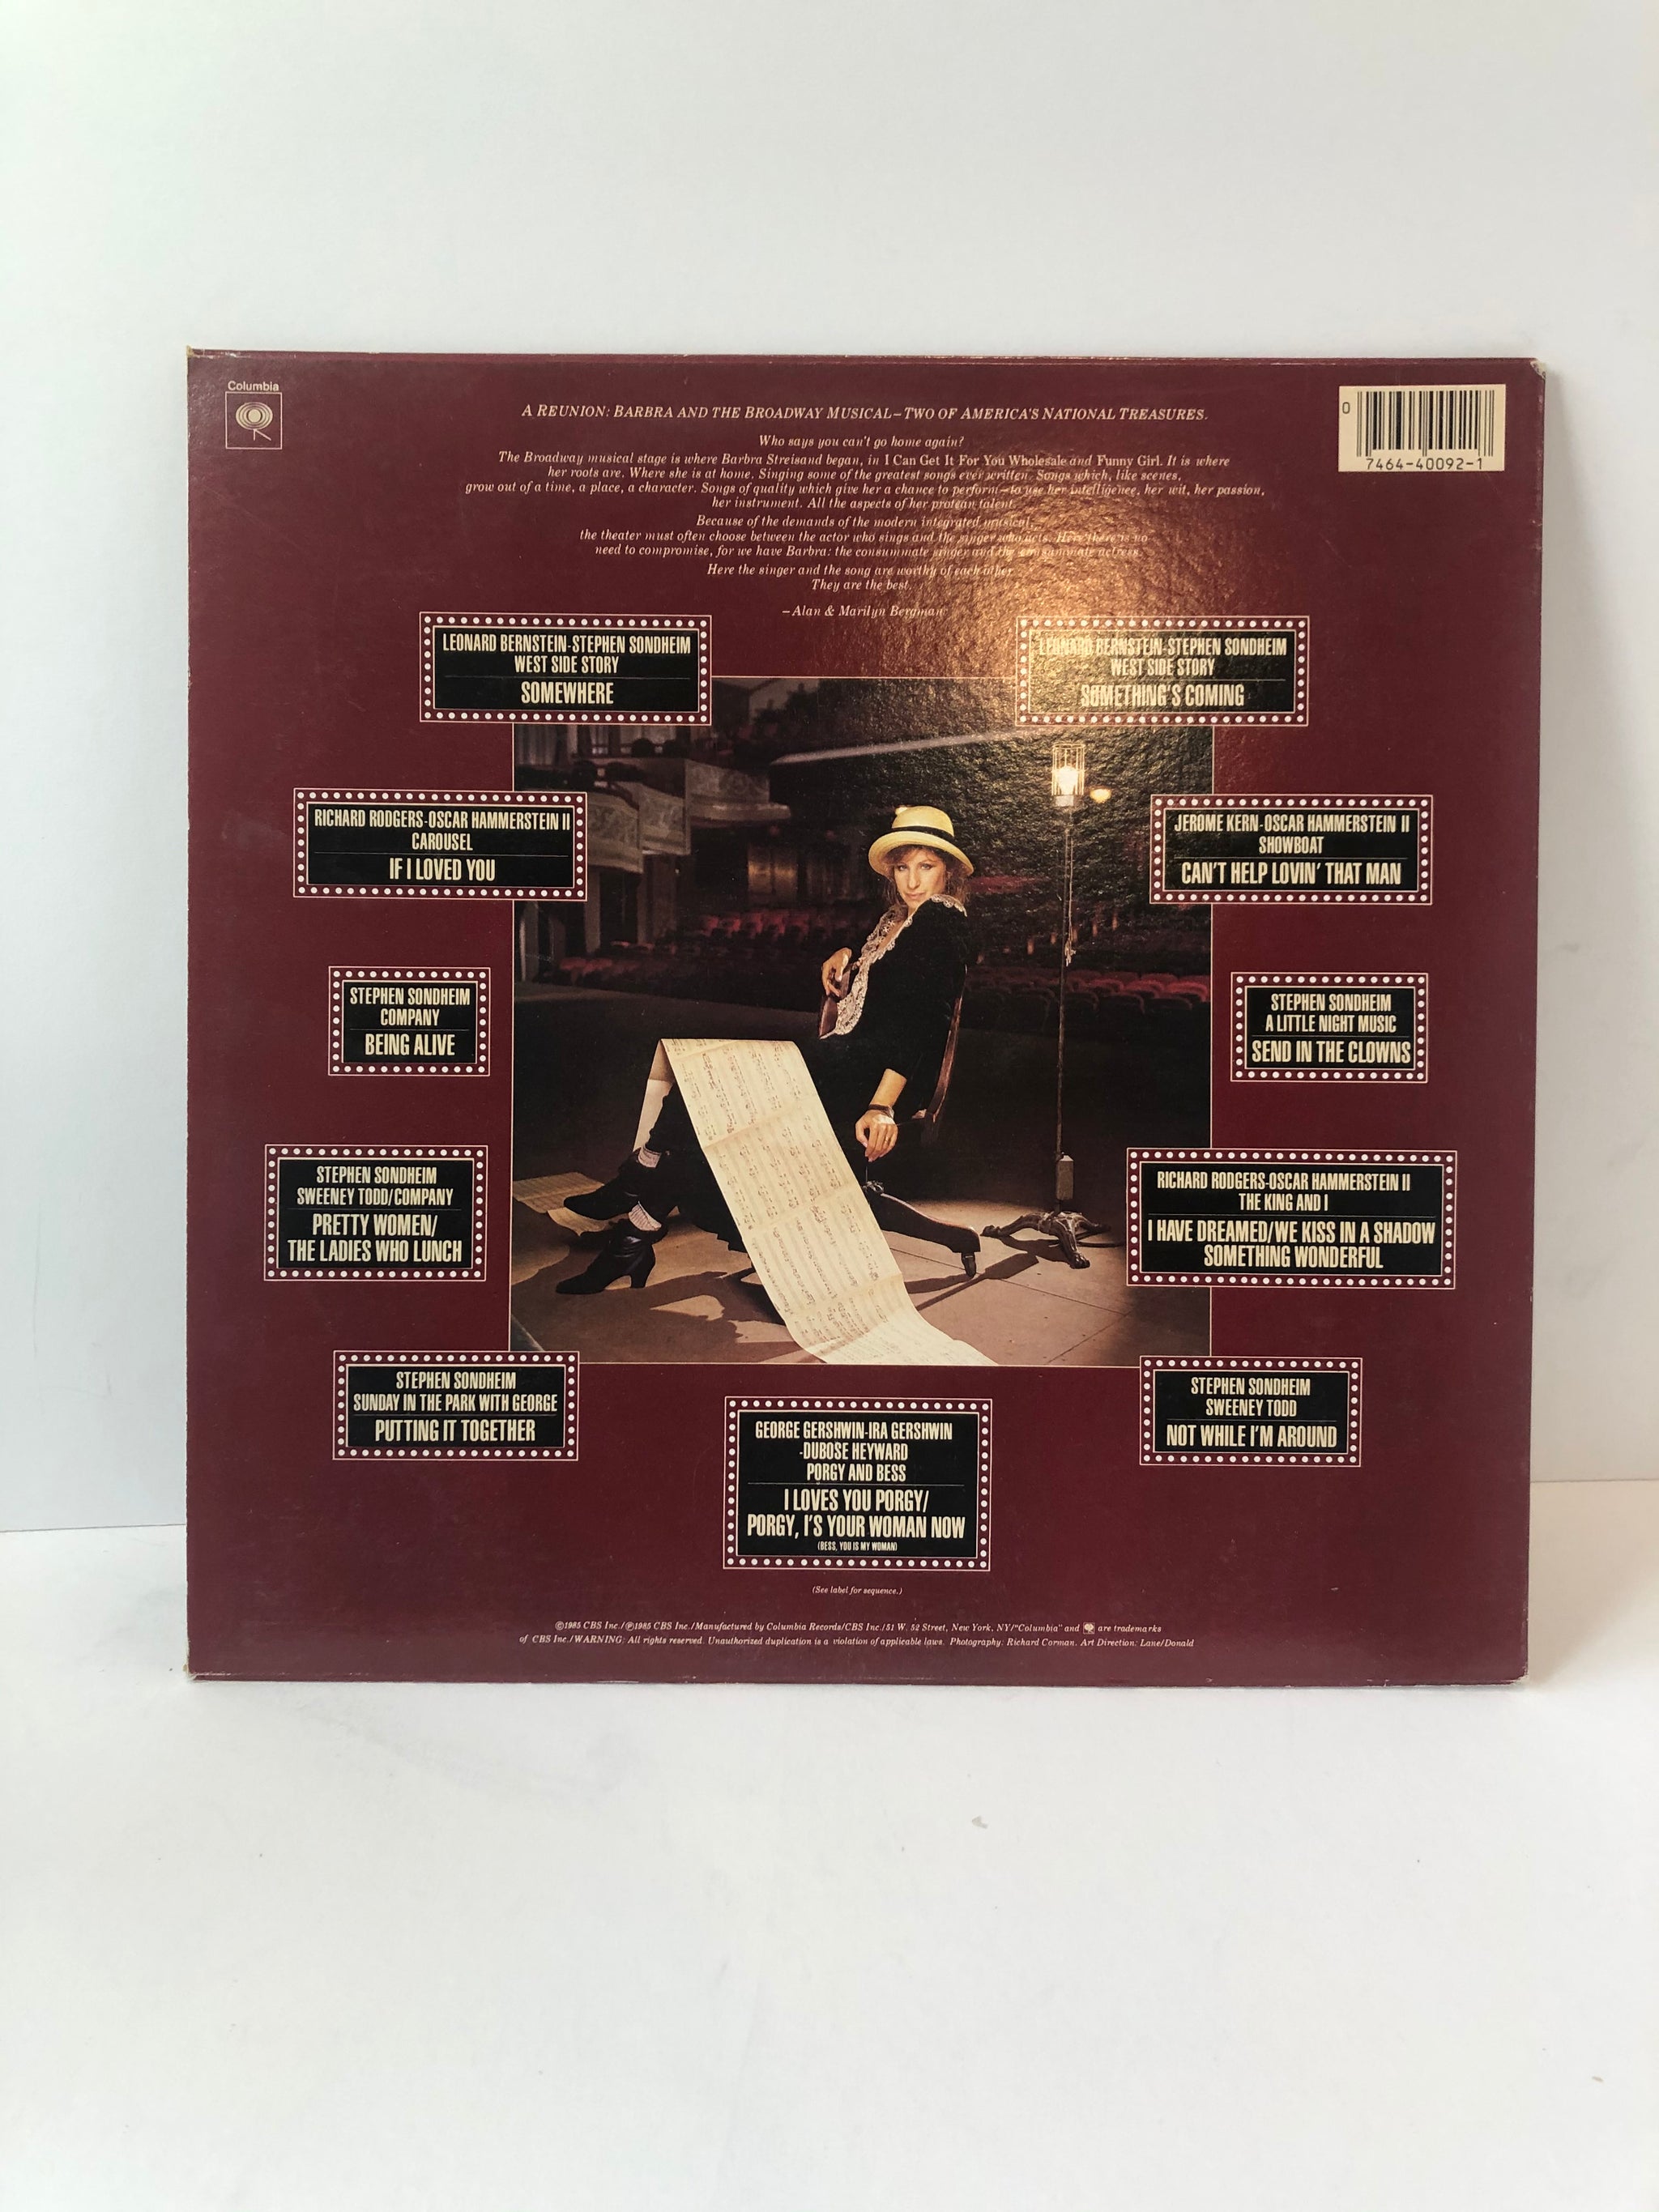 Columbia
A REUNION: BARBRA AND THE BROADWAY MUSICAL–TWO OF AMERICA'S NATIONAL TREASURES.
0
7464-40092-1
Who says you can't go home again?
The Broadway musical stage is where Barbra Streisand began, in I Can Get It For You Wholesale and Funny Girl. It is where
her roots are. Where she is at home. Singing some of the greatest songs ever written. Songs which, like scenes,
grow out of a time, a place, a character. Songs of quality which give her a chance to perform—to use her intelligence, her wit, her passion,
her instrument. All the aspects of her protean talent.
Because of the demands of the modern integrated musical,
the theater must often choose between the actor who sings and the singer who acts. Here there is no
need to compromise, for we have Barbra: the consummate singer and the consummate actress.
Here the singer and the song are worthy of each other.
They are the best.
–Alan & Marilyn Bergman
LEONARD BERNSTEIN-STEPHEN SONDHEIM
WEST SIDE STORY
SOMEWHERE
LEONARD BERNSTEIN-STEPHEN SONDHEIM
WEST SIDE STORY
SOMETHING'S COMING
RICHARD RODGERS-OSCAR HAMMERSTEIN II
CAROUSEL
IF I LOVED YOU
JEROME KERN-OSCAR HAMMERSTEIN II
SHOWBOAT
CAN'T HELP LOVIN' THAT MAN
STEPHEN SONDHEIM
COMPANY
BEING ALIVE
STEPHEN SONDHEIM
A LITTLE NIGHT MUSIC
SEND IN THE CLOWNS
STEPHEN SONDHEIM
SWEENEY TODD/COMPANY
PRETTY WOMEN/
THE LADIES WHO LUNCH
RICHARD RODGERS-OSCAR HAMMERSTEIN II
THE KING AND I
I HAVE DREAMED/WE KISS IN A SHADOW
SOMETHING WONDERFUL
STEPHEN SONDHEIM
SUNDAY IN THE PARK WITH GEORGE
PUTTING IT TOGETHER
GEORGE GERSHWIN-IRA GERSHWIN
-DUBOSE HEYWARD
PORGY AND BESS
I LOVES YOU PORGY/
PORGY, I'S YOUR WOMAN NOW
(BESS, YOU IS MY WOMAN)
STEPHEN SONDHEIM
SWEENEY TODD
NOT WHILE I'M AROUND
(See label for sequence.)
©1985 CBS Inc./℗1985 CBS Inc./Manufactured by Columbia Records/CBS Inc./51 W. 52 Street, New York, NY/"Columbia" and are trademarks
of CBS Inc./WARNING: All rights reserved. Unauthorized duplication is a violation of applicable laws. Photography: Richard Corman. Art Direction: Lane/Donald